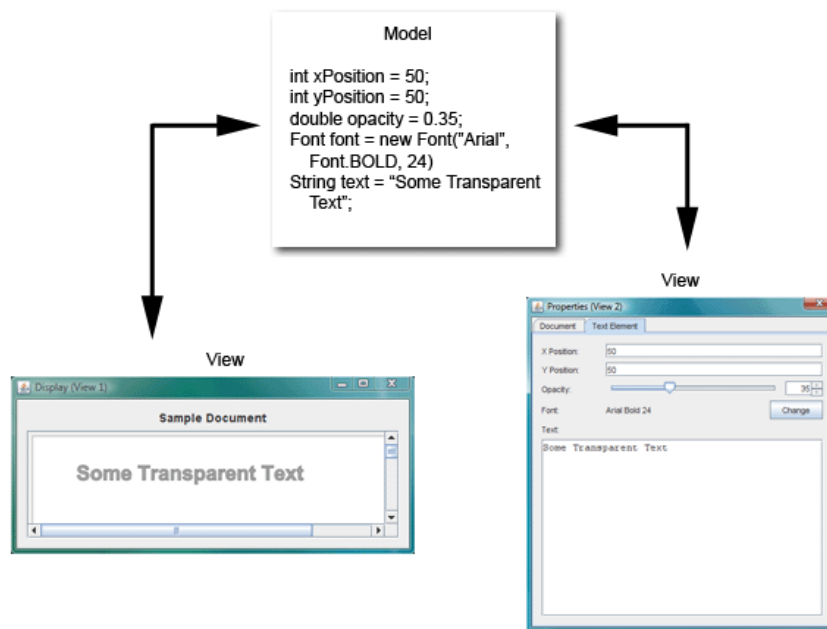 Model
int xPosition = 50;
int yPosition = 50;
double opacity = 0.35;
Font font = new Font("Arial",
Font.BOLD, 24)
String text = “Some Transparent
Text”;
View
Display (View 1)
Sample Document
Some Transparent Text
View
Properties (View 2)
Document Text Element
X Position: 50
Y Position: 50
Opacity: 35
Font: Arial Bold 24 Change
Text:
Some Transparent Text